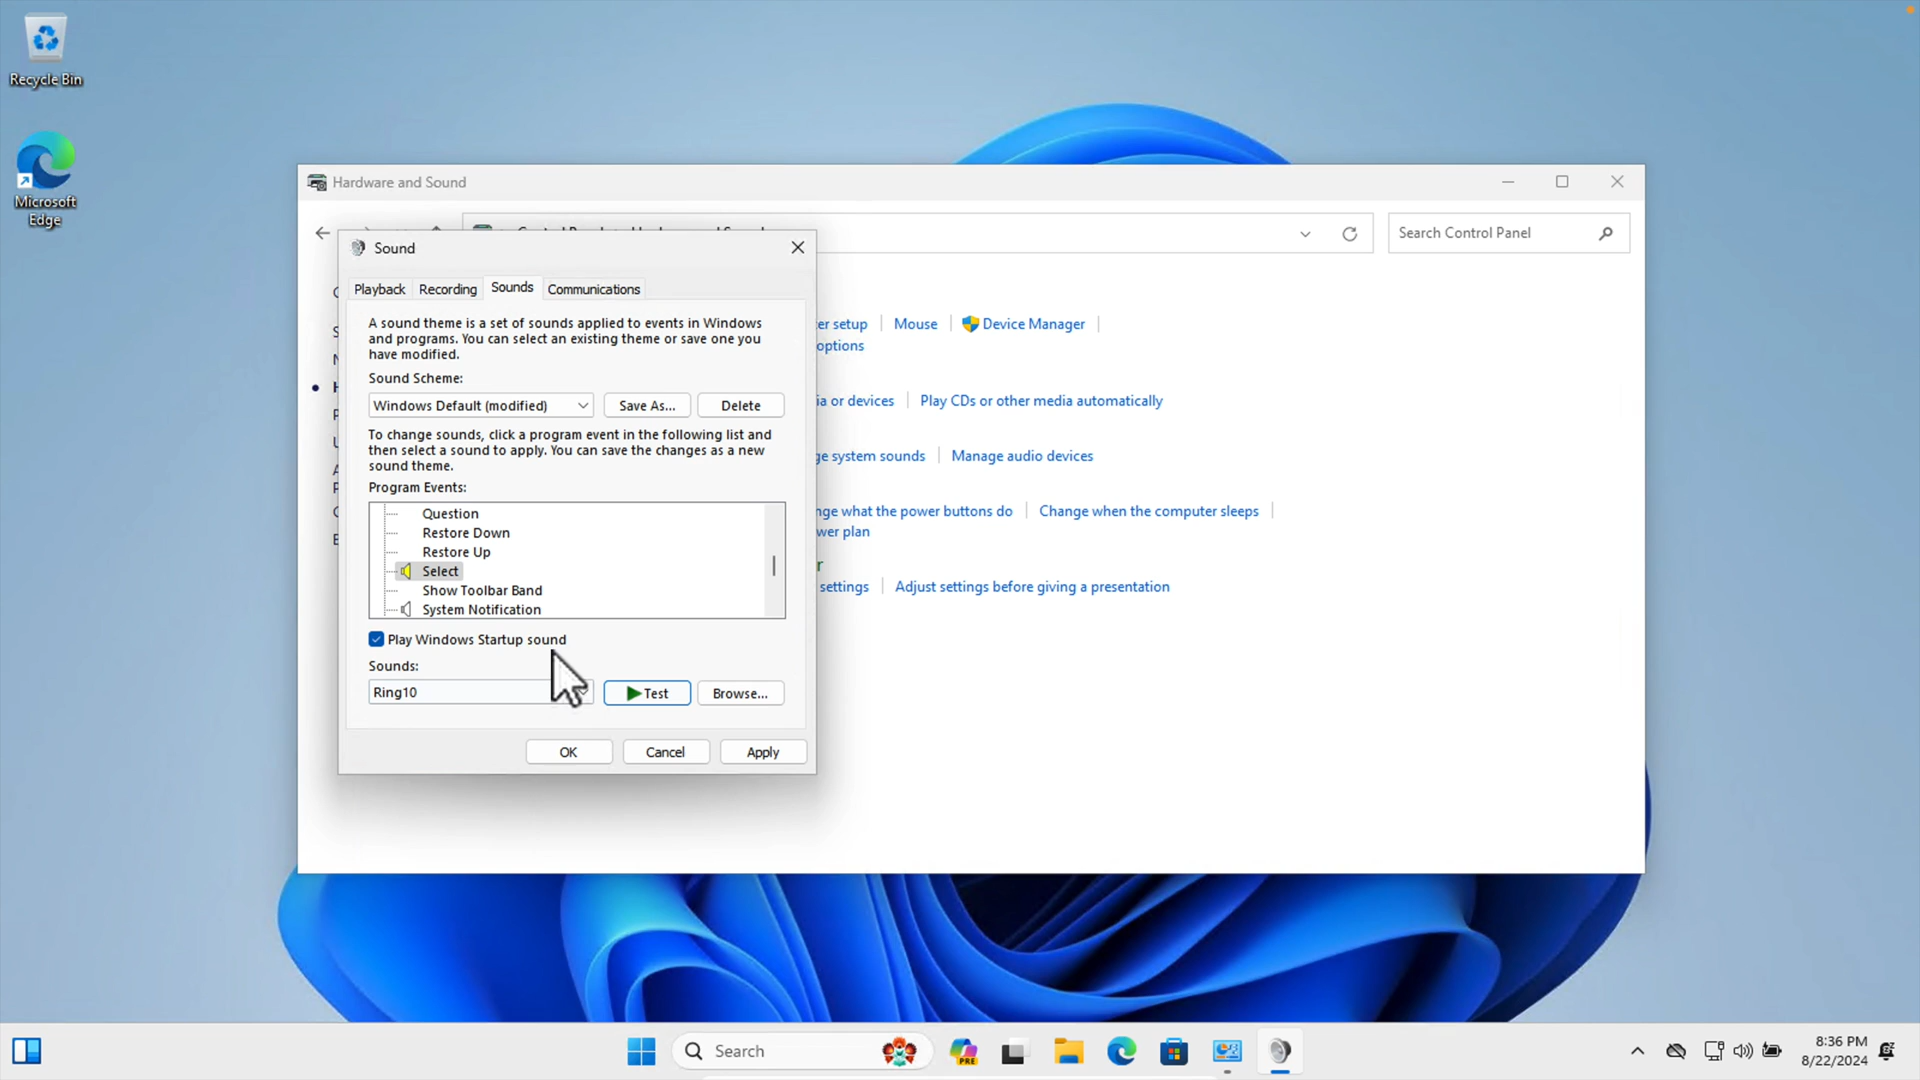 Recycle Bin
Microsoft
Edge
Hardware and Sound
Search Control Panel
Sound
Playback
Recording
Sounds
Communications
A sound theme is a set of sounds applied to events in Windows
and programs. You can select an existing theme or save one you
have modified.
Sound Scheme:
Windows Default (modified)
Save As...
Delete
To change sounds, click a program event in the following list and
then select a sound to apply. You can save the changes as a new
sound theme.
Program Events:
Question
Restore Down
Restore Up
Select
Show Toolbar Band
System Notification
Play Windows Startup sound
Sounds:
Ring10
Test
Browse...
OK
Cancel
Apply
er setup
Mouse
Device Manager
options
ia or devices
Play CDs or other media automatically
ge system sounds
Manage audio devices
nge what the power buttons do
Change when the computer sleeps
wer plan
r
settings
Adjust settings before giving a presentation
Search
PRE
8:36 PM
8/22/2024